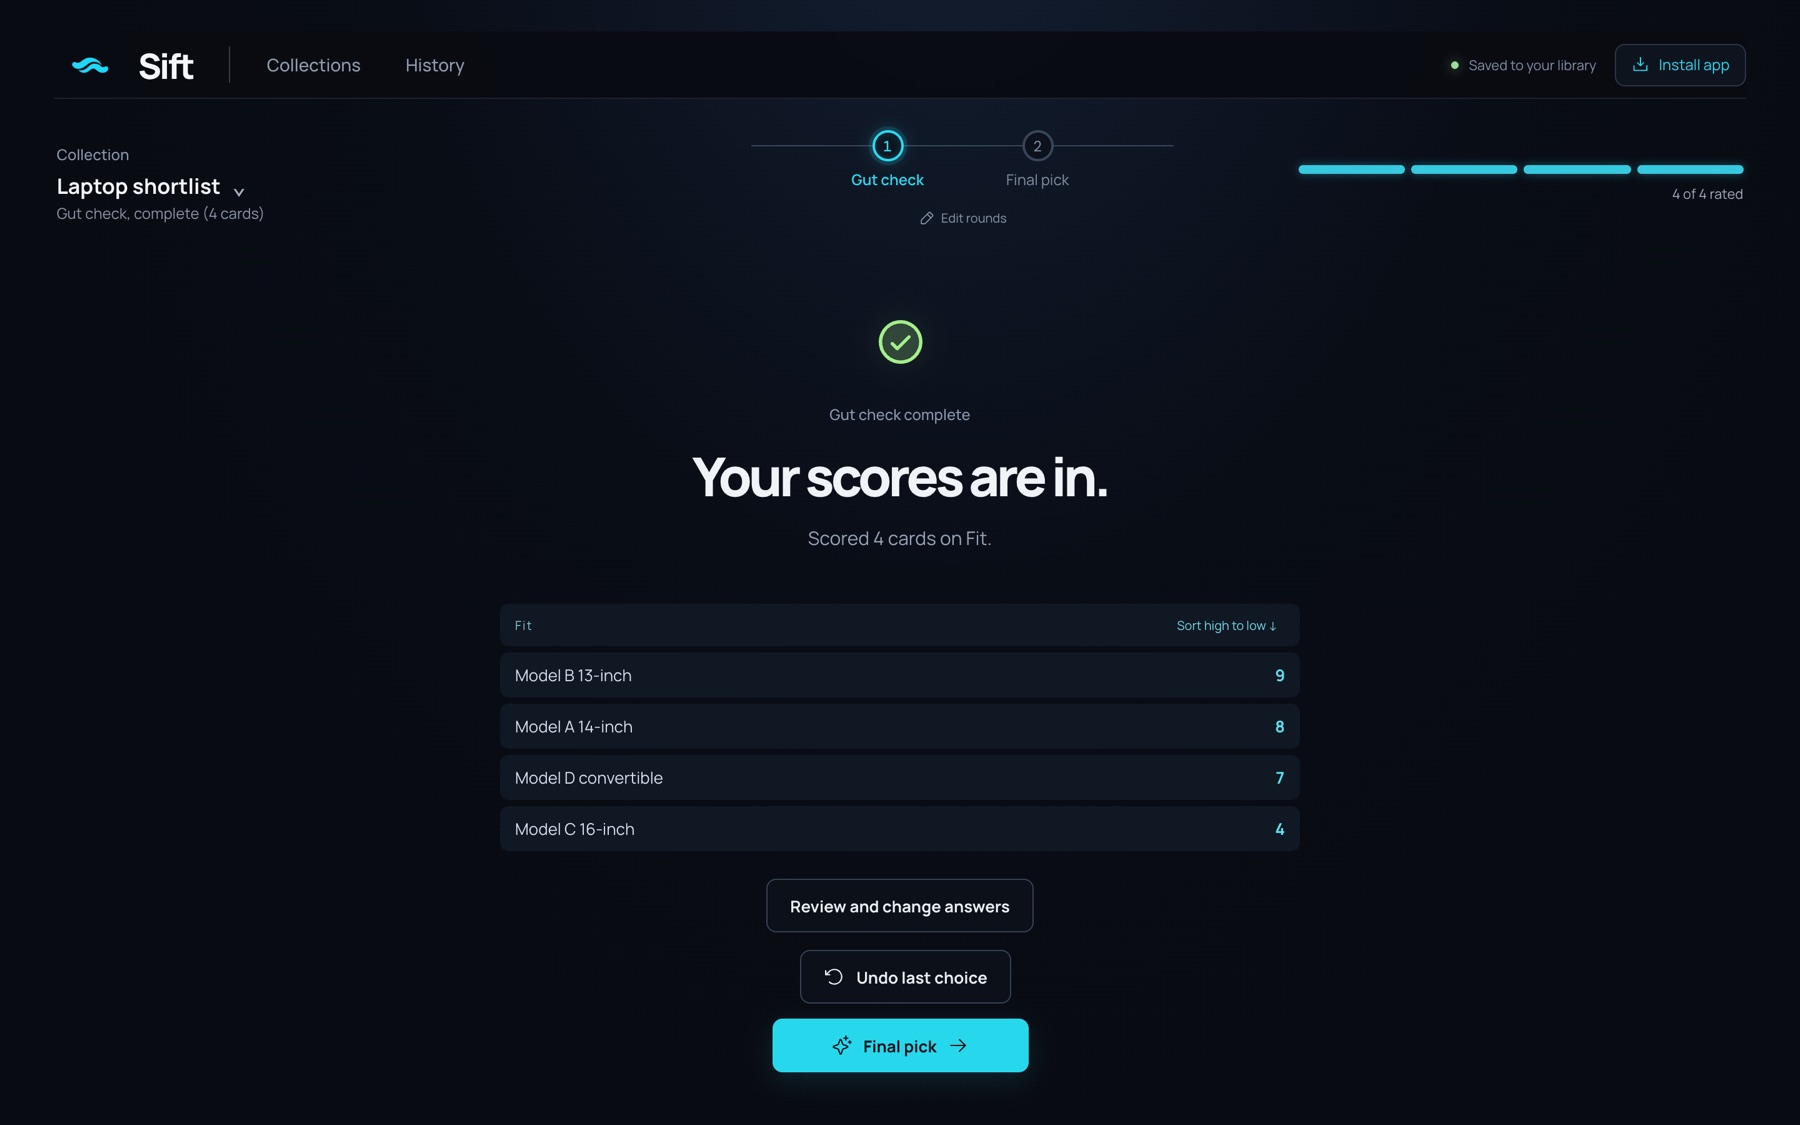 Sift
Collections
History
Saved to your library
Install app
Collection
Laptop shortlist
Gut check, complete (4 cards)
1
Gut check
2
Final pick
Edit rounds
4 of 4 rated
Gut check complete
Your scores are in.
Scored 4 cards on Fit.
Fit Sort high to low ↓
Model B 13-inch 9
Model A 14-inch 8
Model D convertible 7
Model C 16-inch 4
Review and change answers
Undo last choice
Final pick →